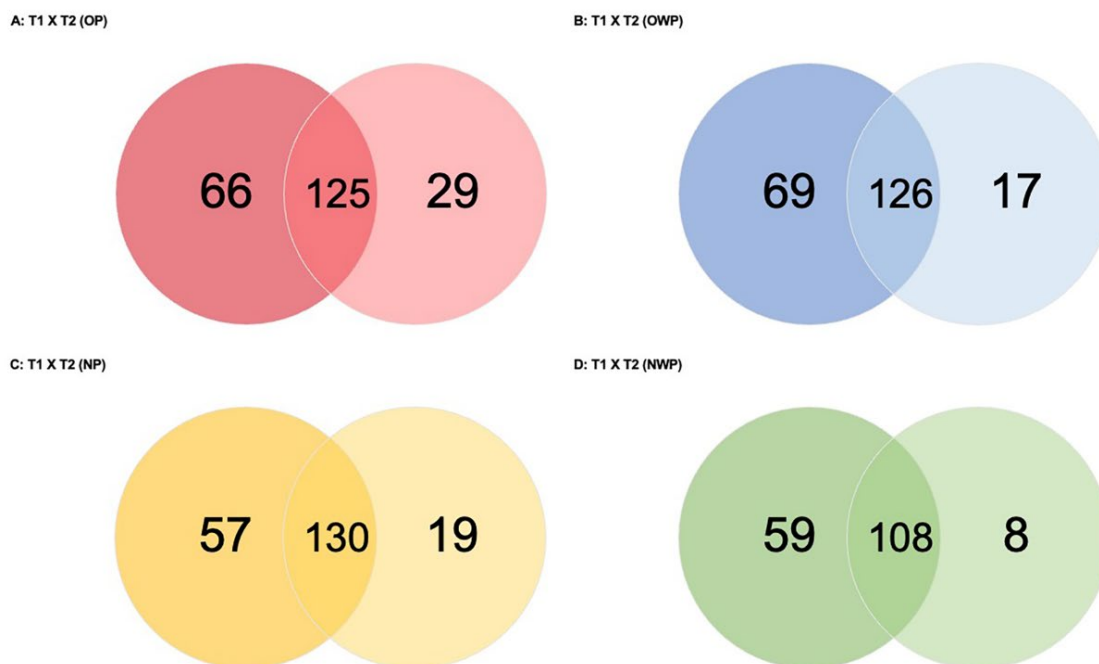 A: T1 X T2 (OP)
B: T1 X T2 (OWP)
66 125 29
69 126 17
C: T1 X T2 (NP)
D: T1 X T2 (NWP)
57 130 19
59 108 8